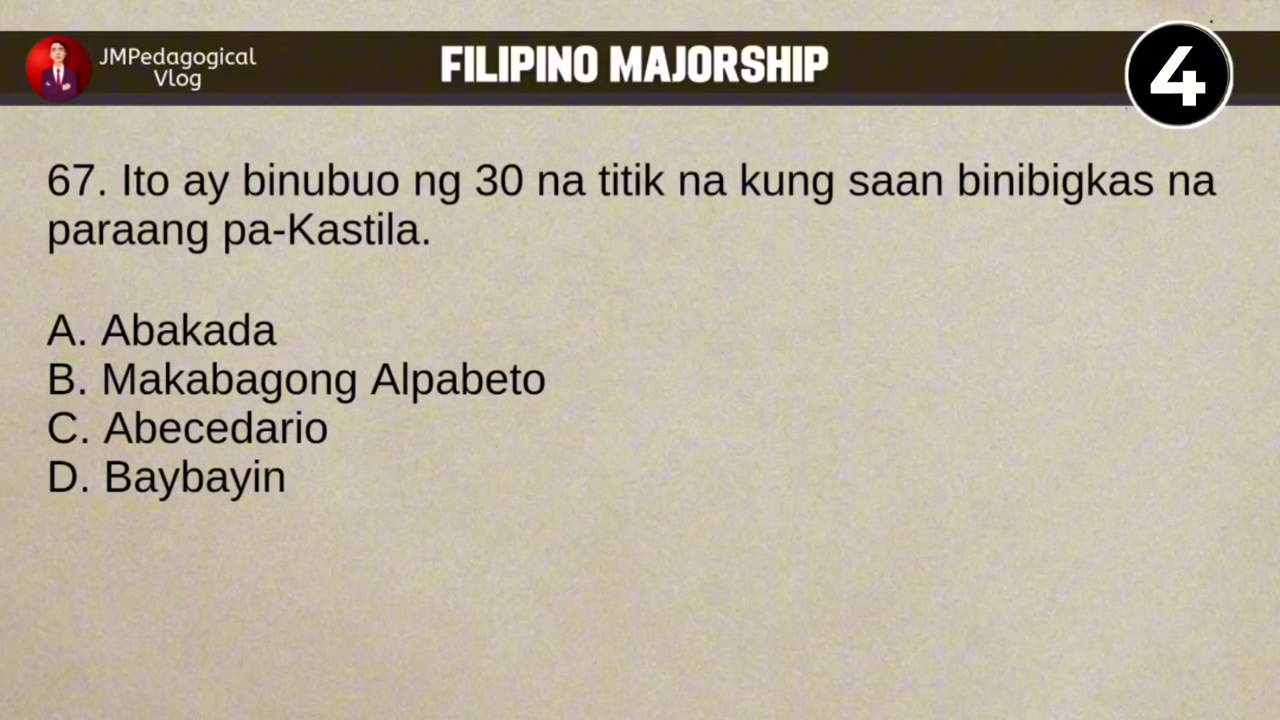 JMPedagogical
Vlog
FILIPINO MAJORSHIP
4
67. Ito ay binubuo ng 30 na titik na kung saan binibigkas na
paraang pa-Kastila.
A. Abakada
B. Makabagong Alpabeto
C. Abecedario
D. Baybayin